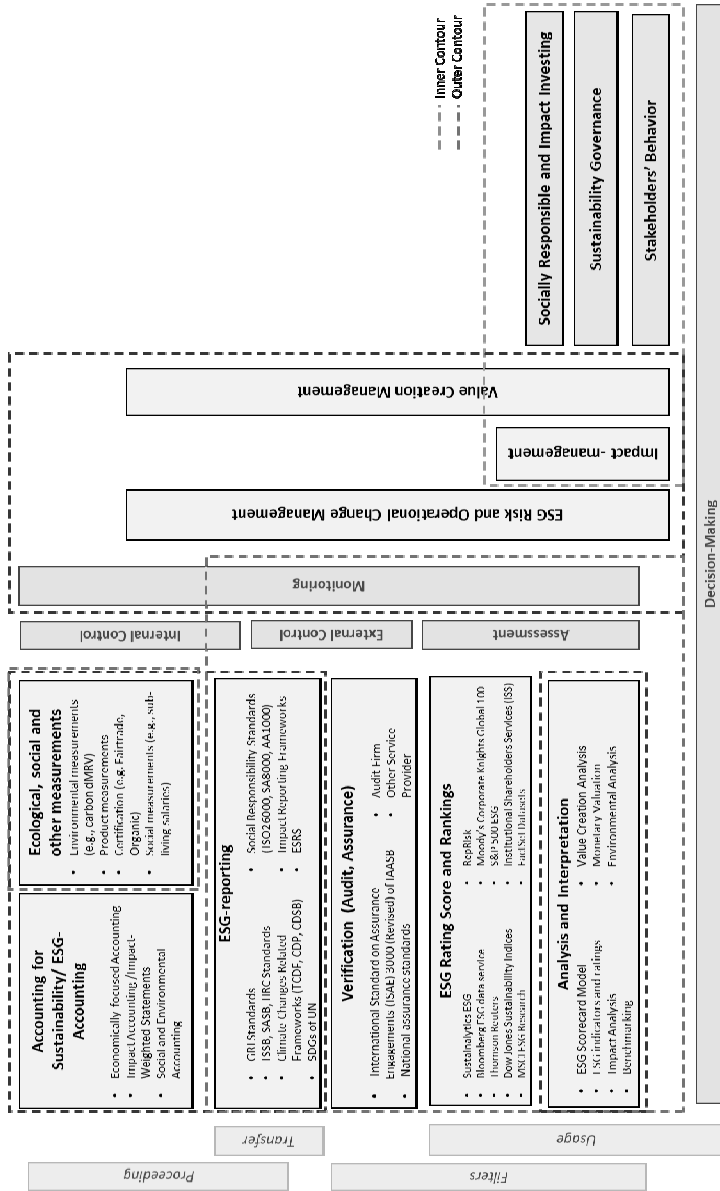 Proceeding
Transfer
Filters
Usage
Accounting for
Sustainability/ ESG-
Accounting
• Economically focused Accounting
• Impact Accounting /Impact-
Weighted Statements
• Social and Environmental
Accounting
Ecological, social and
other measurements
• Environmental measurements
(e.g., carbon dMRV)
• Product measurements
• Certification (e.g. Fairtrade,
Organic)
• Social measurements (e.g., sub-
living salaries)
ESG-reporting
• GRI Standards
• ISSB, SASB, IIRC Standards
• Climate Changes Related
Frameworks (TCDF, CDP, CDSB)
• SDGs of UN
• Social Responsibility Standards
(ISO26000, SA8000, AA1000)
• Impact Reporting Frameworks
• ESRS
Verification (Audit, Assurance)
• International Standard on Assurance
Engagements (ISAE) 3000 (Revised) of IAASB
• National assurance standards
• Audit Firm
• Other Service
Provider
ESG Rating Score and Rankings
• Sustainalytics ESG
• Bloomberg ESG data service
• Thomson Reuters
• Dow Jones Sustainability Indices
• MSCI ESG Research
• RepRisk
• Moody's Corporate Knights Global 100
• S&P 500 ESG
• Institutional Shareholders Services (ISS)
• FactSet Datasets
Analysis and Interpretation
• ESG Scorecard Model
• ESG indicators and ratings
• Impact Analysis
• Benchmarking
• Value Creation Analysis
• Monetary Valuation
• Environmental Analysis
Internal Control
External Control
Assessment
Monitoring
ESG Risk and Operational Change Management
Impact -management
Value Creation Management
Inner Contour
Outer Contour
Socially Responsible and Impact Investing
Sustainability Governance
Stakeholders' Behavior
Decision-Making